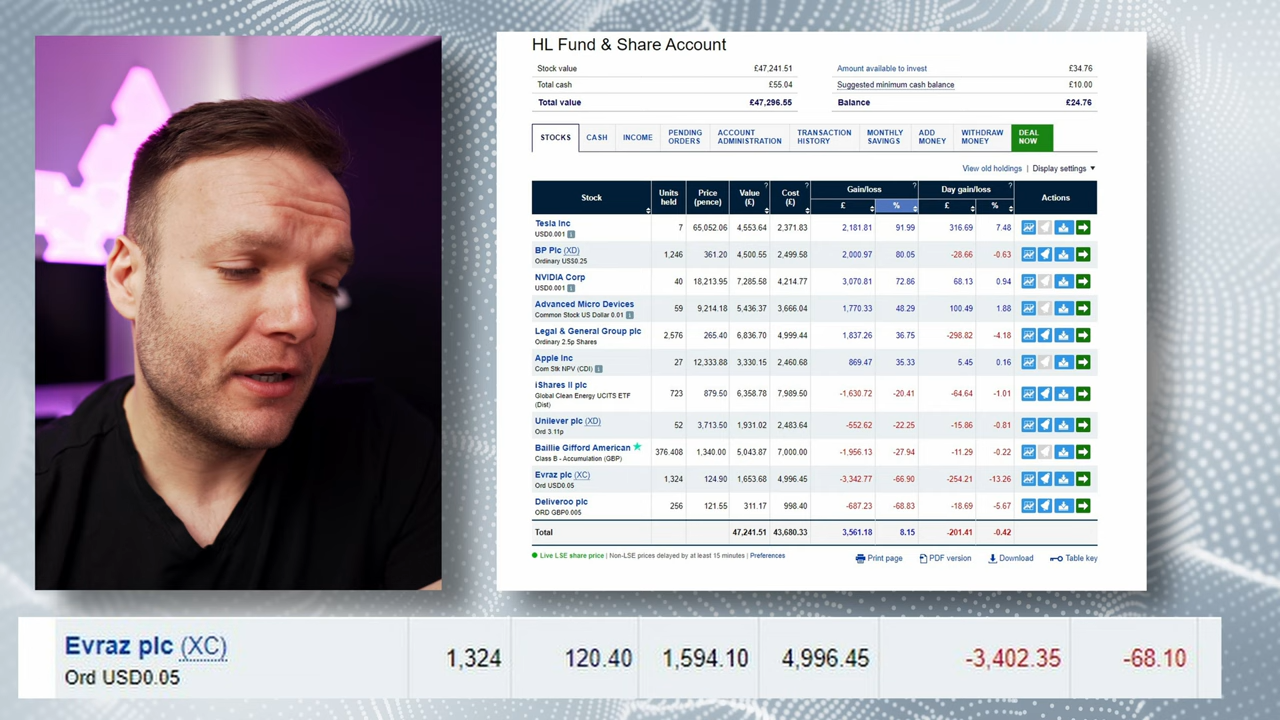 HL Fund & Share Account
Stock value £47,241.51 Amount available to invest £34.76
Total cash £55.04 Suggested minimum cash balance £10.00
Total value £47,296.55 Balance £24.76
STOCKS CASH INCOME PENDING ORDERS ACCOUNT ADMINISTRATION TRANSACTION HISTORY MONTHLY SAVINGS ADD MONEY WITHDRAW MONEY DEAL NOW
View old holdings | Display settings
Stock Units held Price (pence) Value (£) ? Cost (£) ? Gain/loss ? Day gain/loss ? Actions
£ % £ %
Tesla Inc
USD0.001 7 65,052.06 4,553.64 2,371.83 2,181.81 91.99 316.69 7.48
BP Plc (XD)
Ordinary US$0.25 1,246 361.20 4,500.55 2,499.58 2,000.97 80.05 -28.66 -0.63
NVIDIA Corp
USD0.001 40 18,213.95 7,285.58 4,214.77 3,070.81 72.86 68.13 0.94
Advanced Micro Devices
Common Stock US Dollar 0.01 59 9,214.18 5,436.37 3,666.04 1,770.33 48.29 100.49 1.88
Legal & General Group plc
Ordinary 2.5p Shares 2,576 265.40 6,836.70 4,999.44 1,837.26 36.75 -298.82 -4.18
Apple Inc
Com Stk NPV (CDI) 27 12,333.88 3,330.15 2,460.68 869.47 35.33 5.45 0.16
iShares II plc
Global Clean Energy UCITS ETF 723 879.50 6,358.78 7,989.50 -1,630.72 -20.41 -64.64 -1.01
(Dist)
Unilever plc (XD)
Ord 3.11p 52 3,713.50 1,931.02 2,483.64 -552.62 -22.25 -15.86 -0.81
Baillie Gifford American
Class B - Accumulation (GBP) 376.408 1,340.00 5,043.87 7,000.00 -1,956.13 -27.94 -11.29 -0.22
Evraz plc (XC)
Ord USD0.05 1,324 124.90 1,653.68 4,996.45 -3,342.77 -66.90 -254.21 -13.26
Deliveroo plc
ORD GBP0.005 256 121.55 311.17 998.40 -687.23 -68.83 -18.69 -5.67
Total 47,241.51 43,680.33 3,561.18 8.15 -201.41 -0.42
Live LSE share price | Non-LSE prices delayed by at least 15 minutes | Preferences Print page PDF version Download Table key
Evraz plc (XC)
Ord USD0.05 1,324 120.40 1,594.10 4,996.45 -3,402.35 -68.10